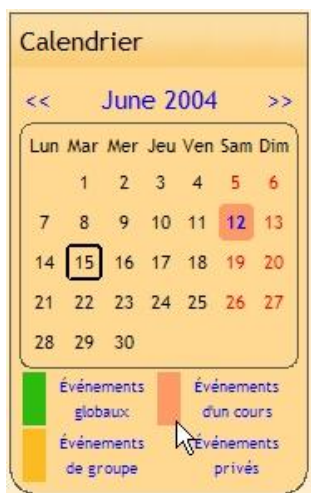 Calendrier
<< June 2004 >>
Lun Mar Mer Jeu Ven Sam Dim
1 2 3 4 5 6
7 8 9 10 11 12 13
14 15 16 17 18 19 20
21 22 23 24 25 26 27
28 29 30
Événements globaux
Événements d'un cours
Événements de groupe
Événements privés